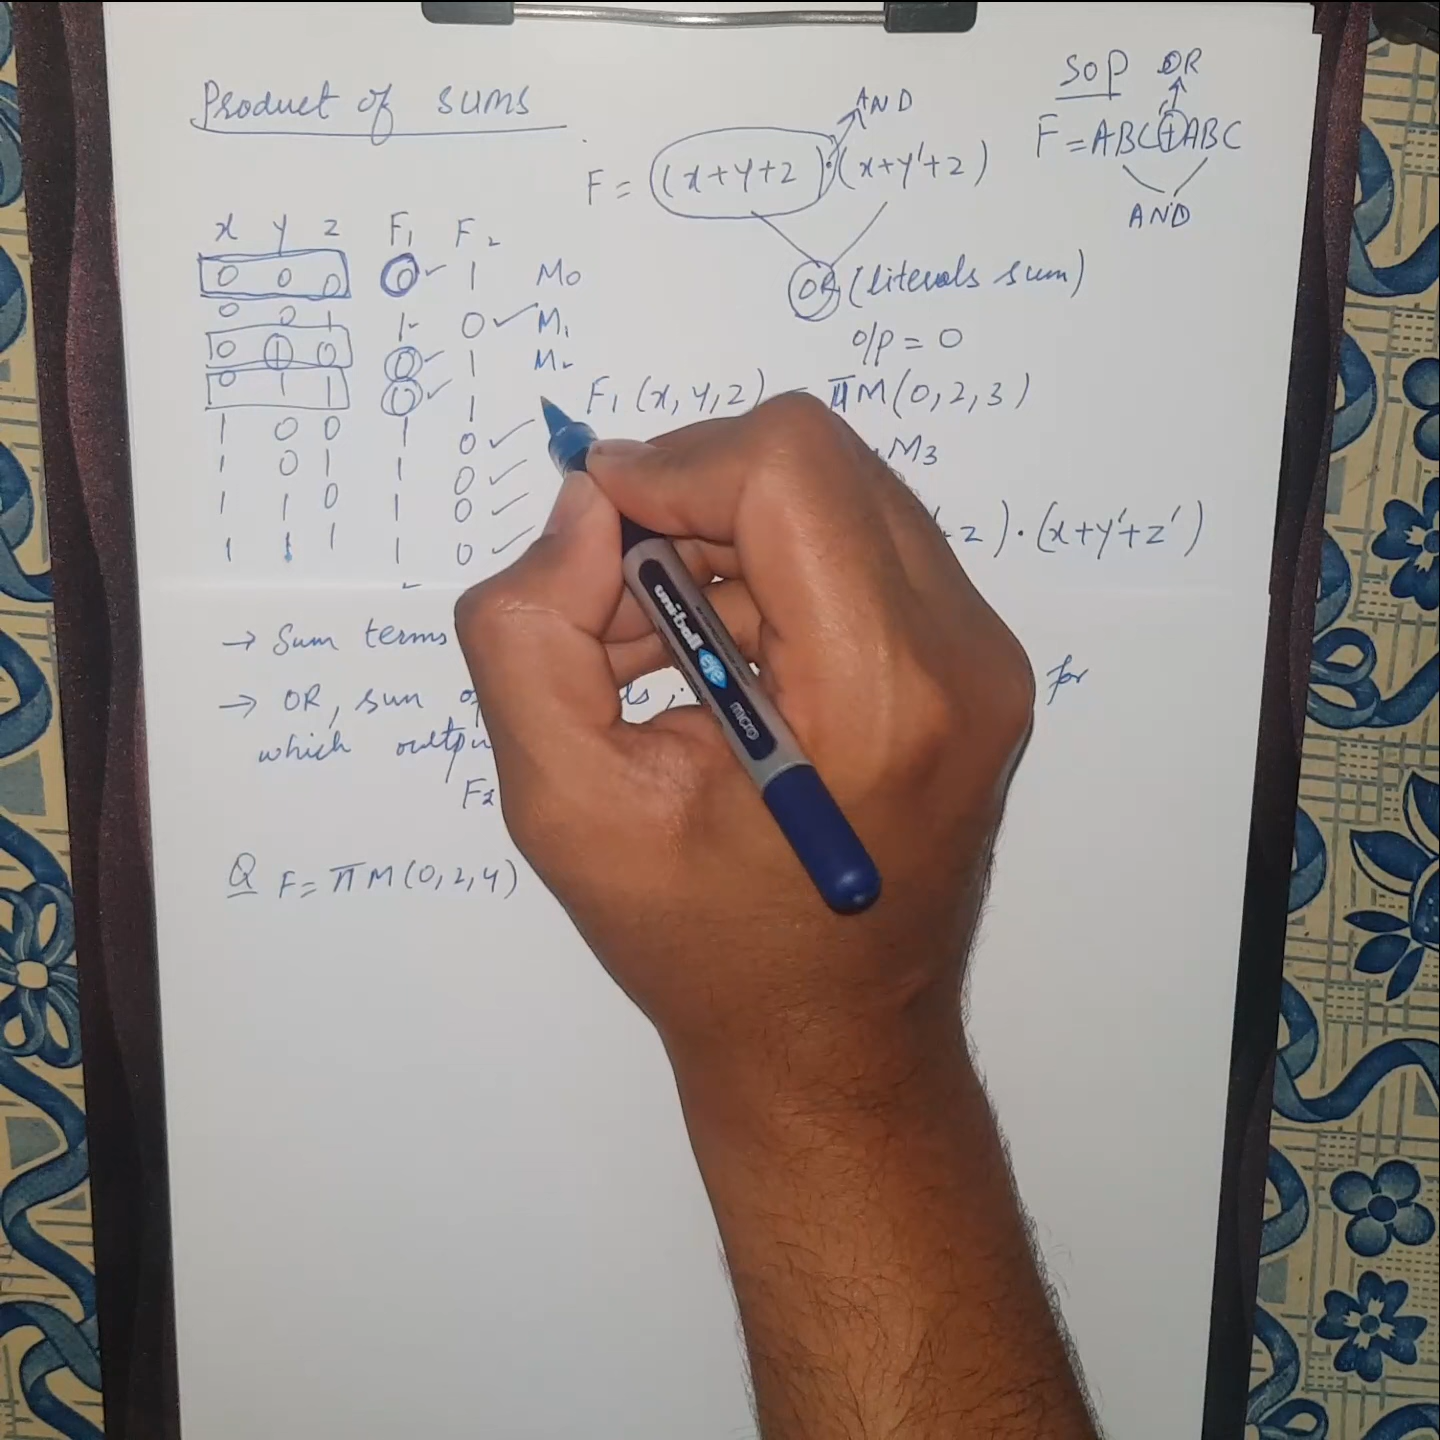 Product of sums
SOP OR
AND
F = (x+y+z)·(x+y'+z)
F = ABC + ABC
AND
x y z F₁ F₂
OR (literals sum)
0 0 0 0 1 M0
0 0 1 1 0 M₁
o/p = 0
0 1 0 0 1 M₂
F₁ (x, y, z) = πM(0,2,3)
0 1 1 0 1
1 0 0 1 0
M3
1 0 1 1 0
1 1 0 1 0
+z)·(x+y'+z')
1 1 1 1 0
→ Sum terms
→ OR, sum for
which
F₂
Q F = πM(0,2,4)
uni-ball eye micro